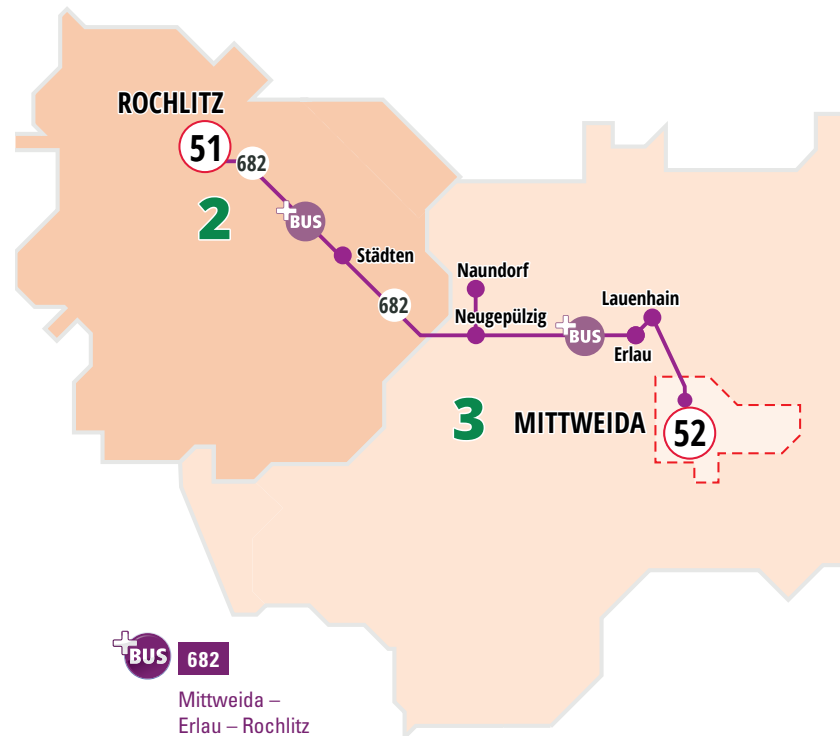 ROCHLITZ
51
682
2
+BUS
Städten
682
Naundorf
Neugepülzig
Lauenhain
+BUS
Erlau
3
MITTWEIDA
52
+BUS
682
Mittweida –
Erlau – Rochlitz